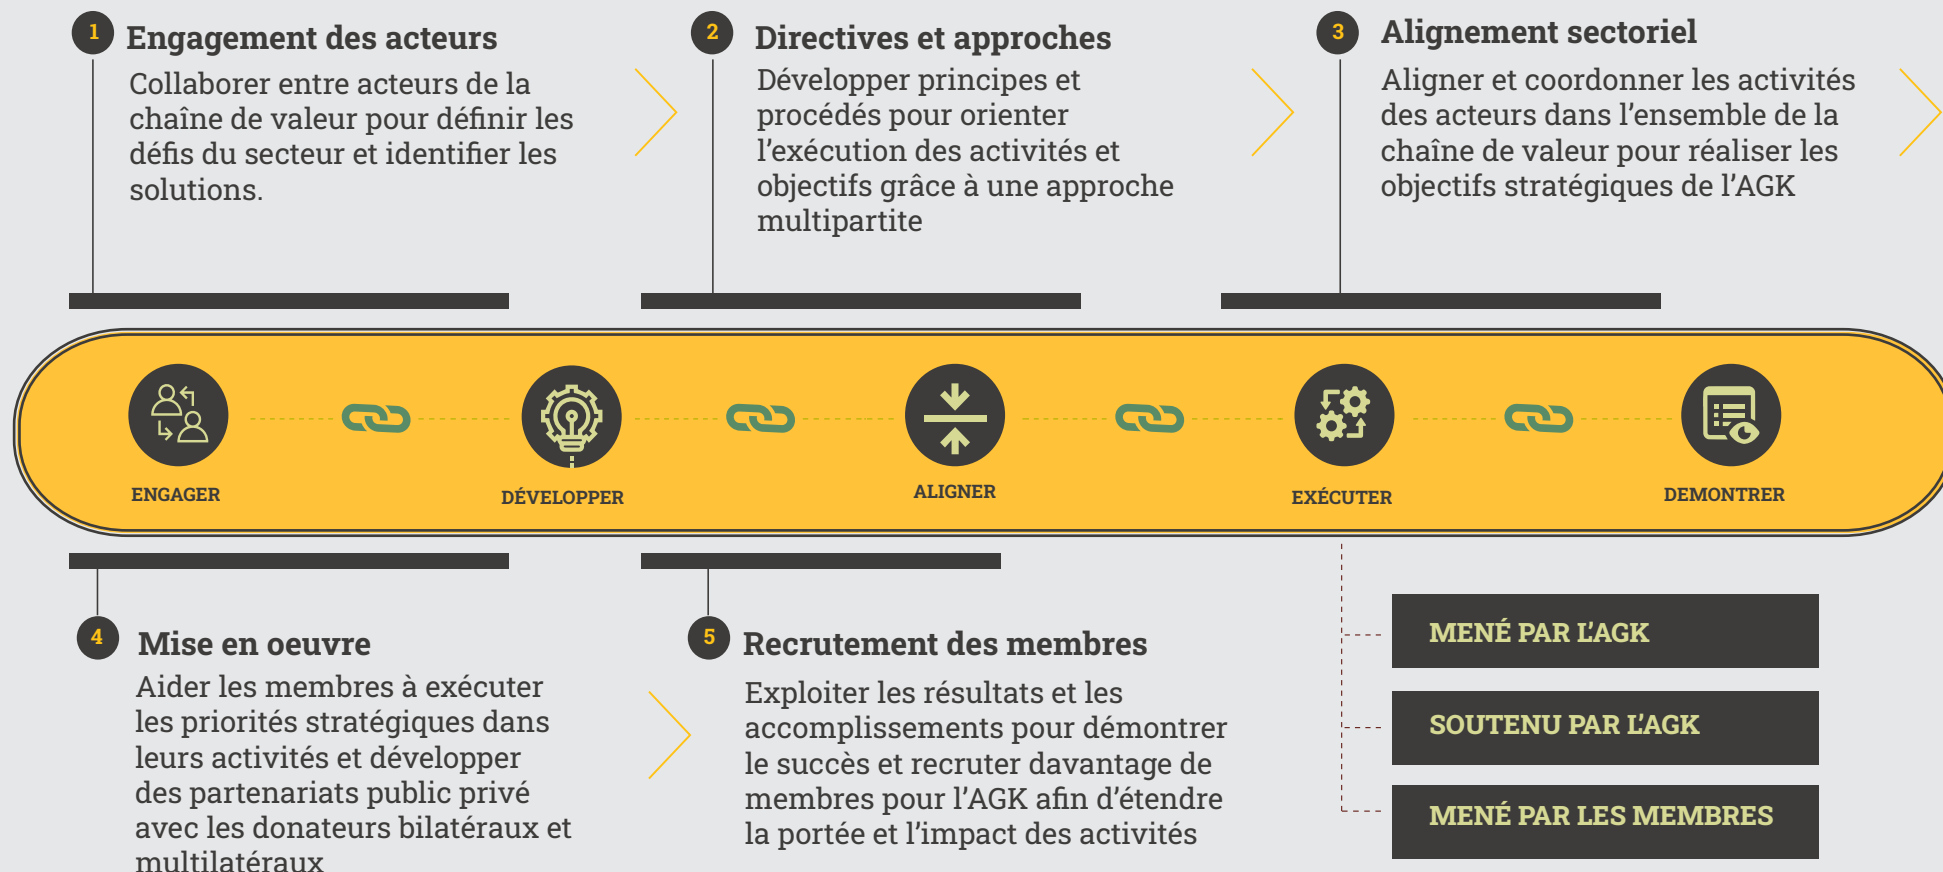 1
Engagement des acteurs
Collaborer entre acteurs de la
chaîne de valeur pour définir les
défis du secteur et identifier les
solutions.
2
Directives et approches
Développer principes et
procédés pour orienter
l’exécution des activités et
objectifs grâce à une approche
multipartite
3
Alignement sectoriel
Aligner et coordonner les activités
des acteurs dans l’ensemble de la
chaîne de valeur pour réaliser les
objectifs stratégiques de l’AGK
ENGAGER
DÉVELOPPER
ALIGNER
EXÉCUTER
DEMONTRER
4
Mise en oeuvre
Aider les membres à exécuter
les priorités stratégiques dans
leurs activités et développer
des partenariats public privé
avec les donateurs bilatéraux et
multilatéraux
5
Recrutement des membres
Exploiter les résultats et les
accomplissements pour démontrer
le succès et recruter davantage de
membres pour l’AGK afin d’étendre
la portée et l’impact des activités
MENÉ PAR L’AGK
SOUTENU PAR L’AGK
MENÉ PAR LES MEMBRES